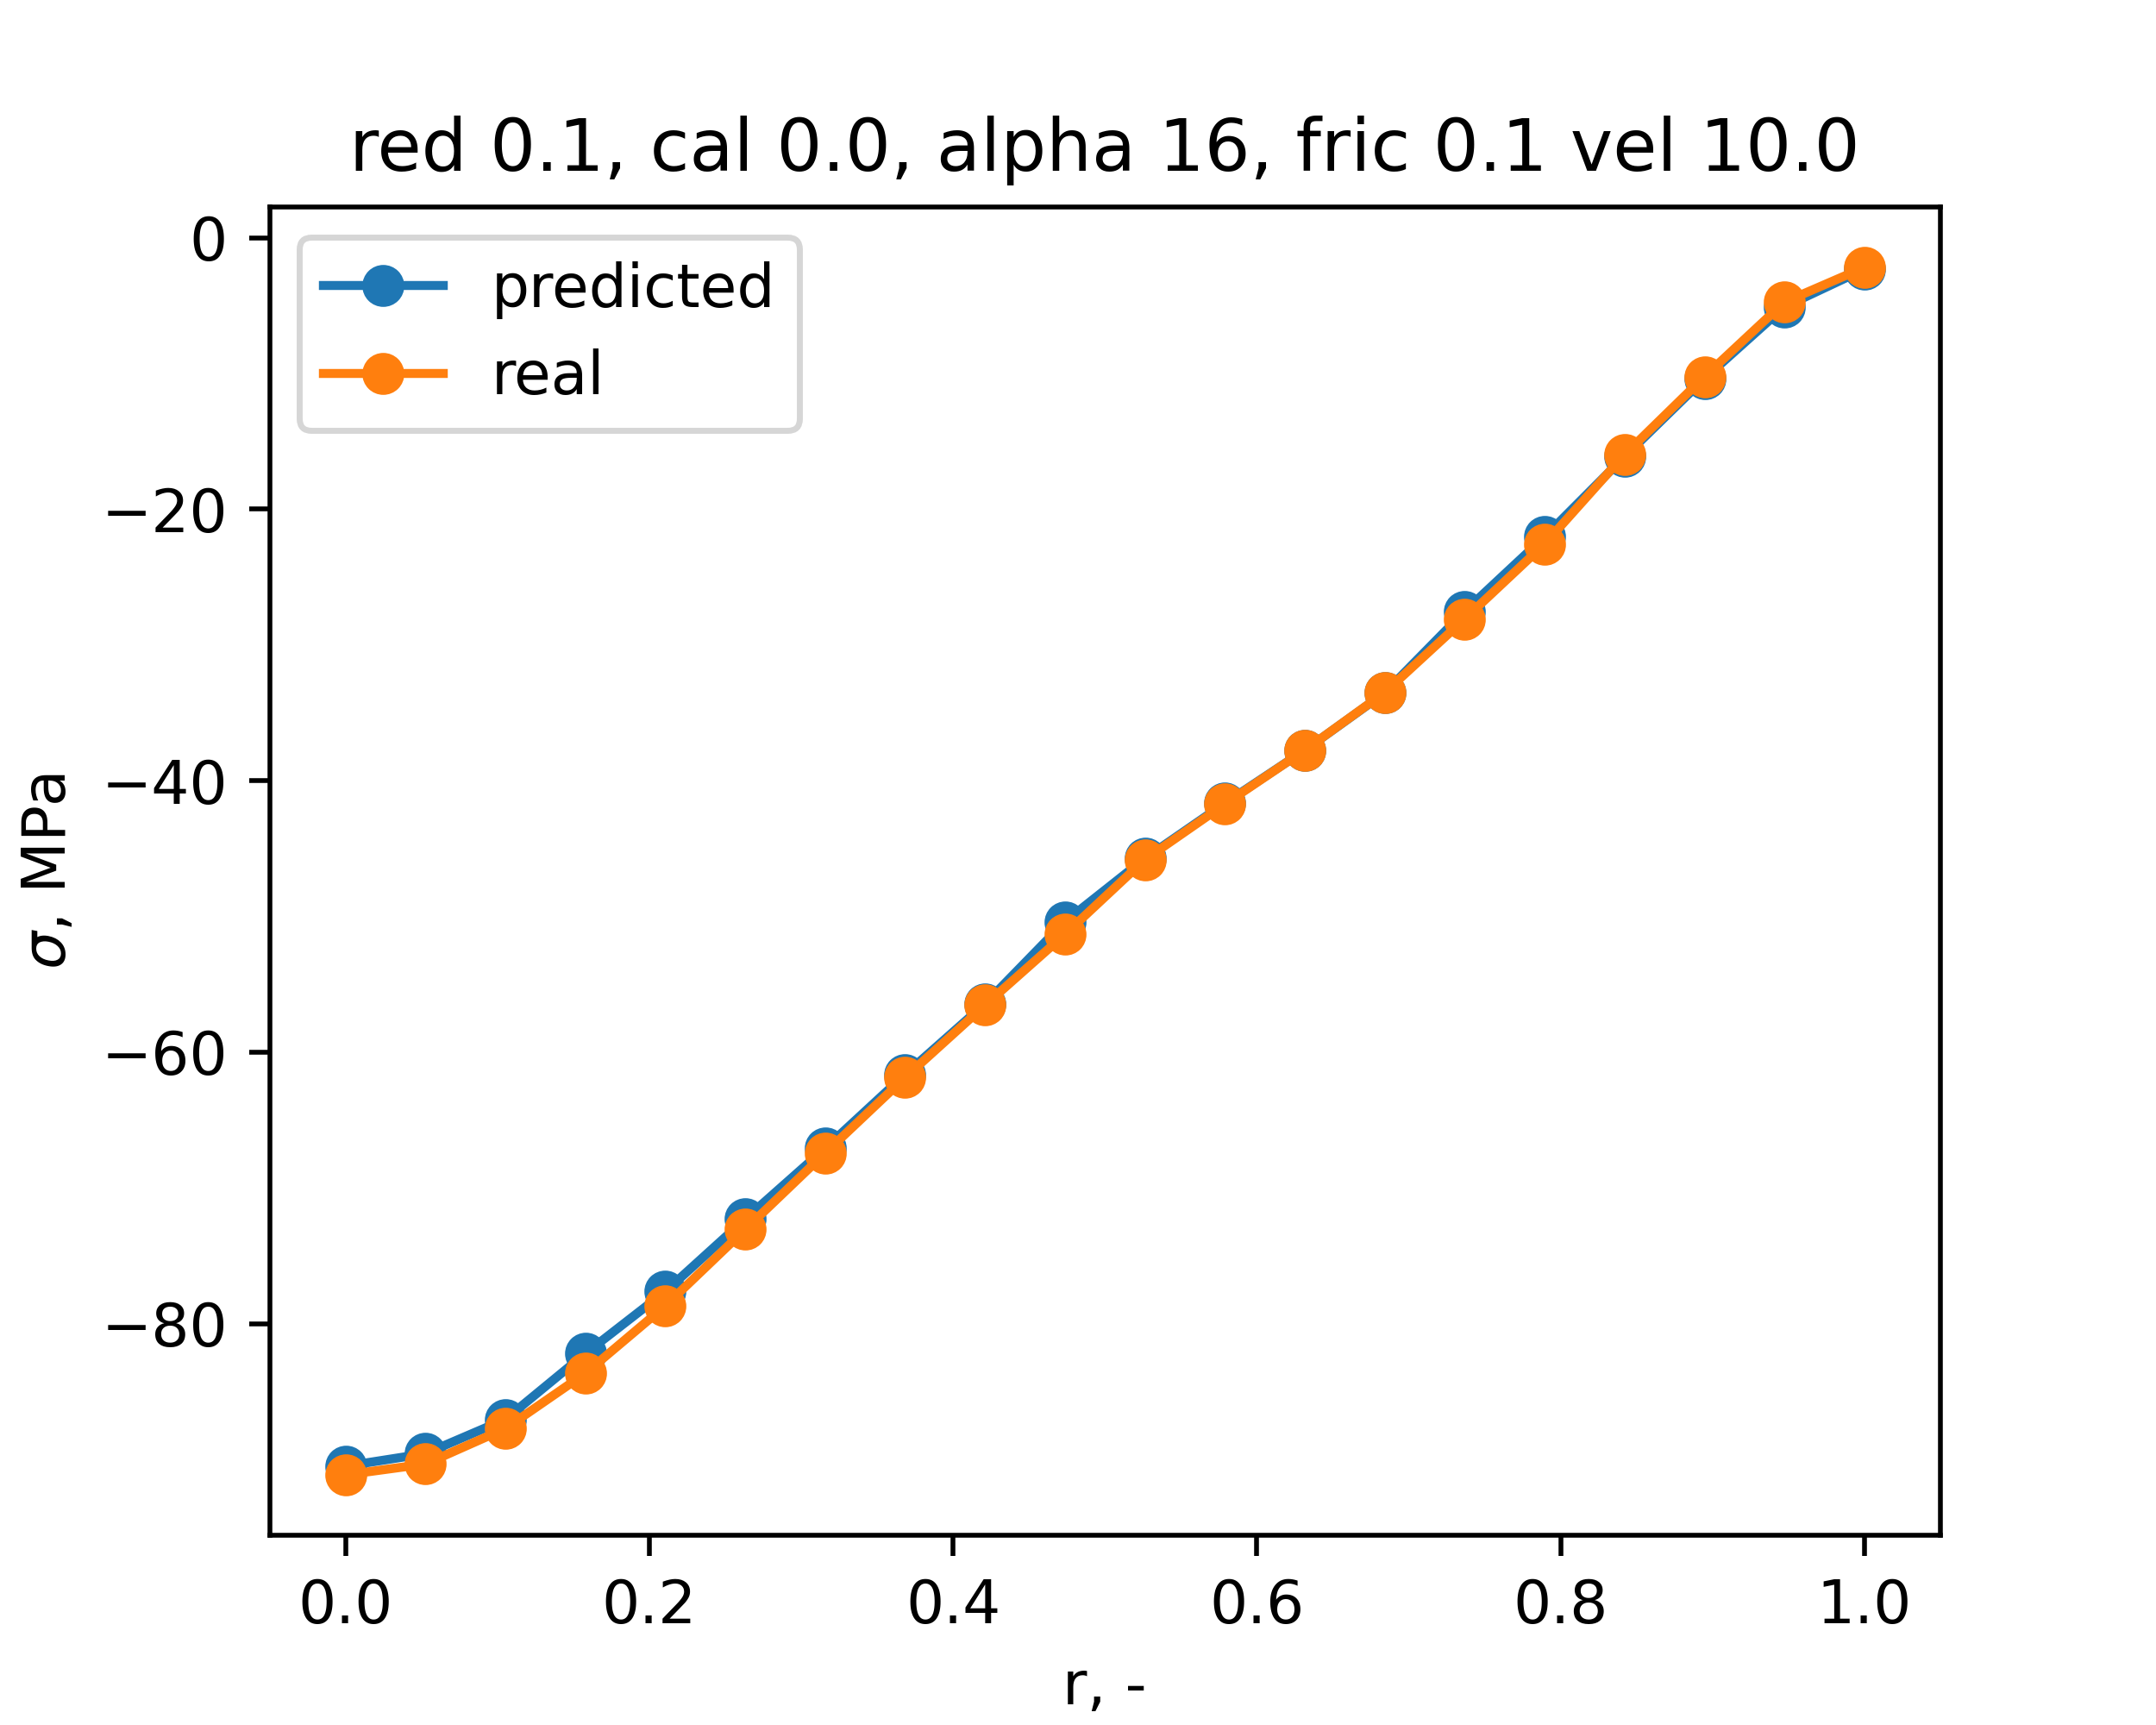 red 0.1, cal 0.0, alpha 16, fric 0.1 vel 10.0
predicted
real
0
−20
−40
−60
−80
σ, MPa
0.0 0.2 0.4 0.6 0.8 1.0
r, -